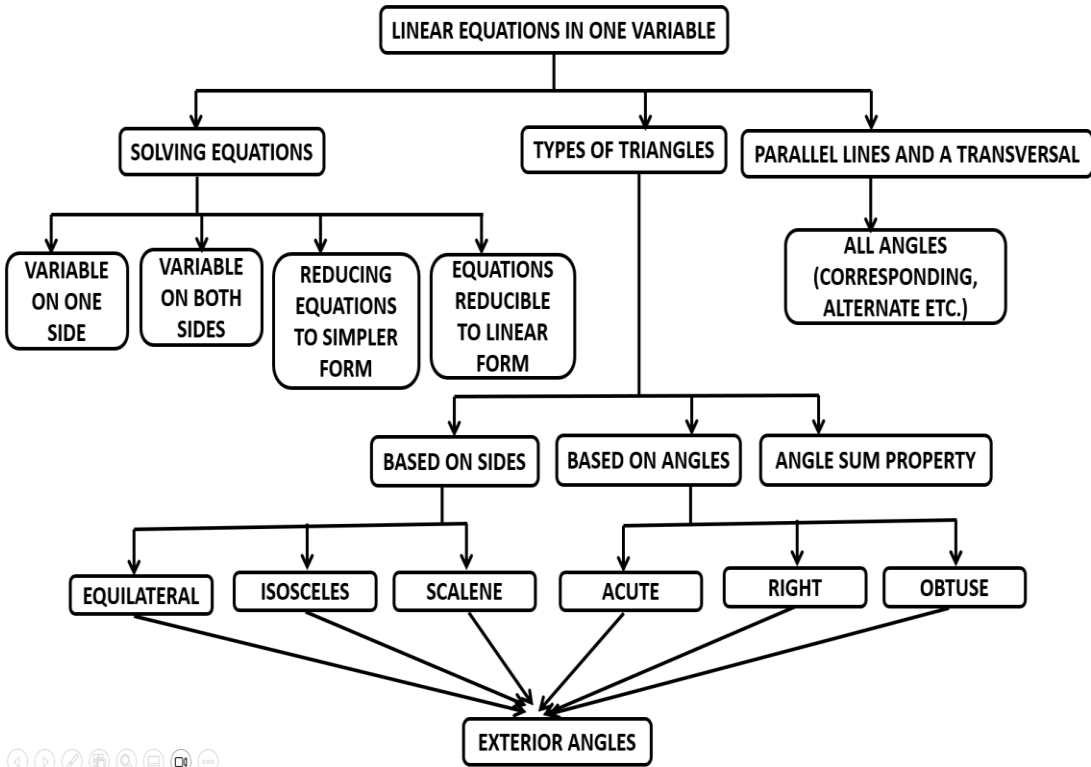 LINEAR EQUATIONS IN ONE VARIABLE
SOLVING EQUATIONS
TYPES OF TRIANGLES
PARALLEL LINES AND A TRANSVERSAL
VARIABLE
ON ONE
SIDE
VARIABLE
ON BOTH
SIDES
REDUCING
EQUATIONS
TO SIMPLER
FORM
EQUATIONS
REDUCIBLE
TO LINEAR
FORM
ALL ANGLES
(CORRESPONDING,
ALTERNATE ETC.)
BASED ON SIDES
BASED ON ANGLES
ANGLE SUM PROPERTY
EQUILATERAL
ISOSCELES
SCALENE
ACUTE
RIGHT
OBTUSE
EXTERIOR ANGLES